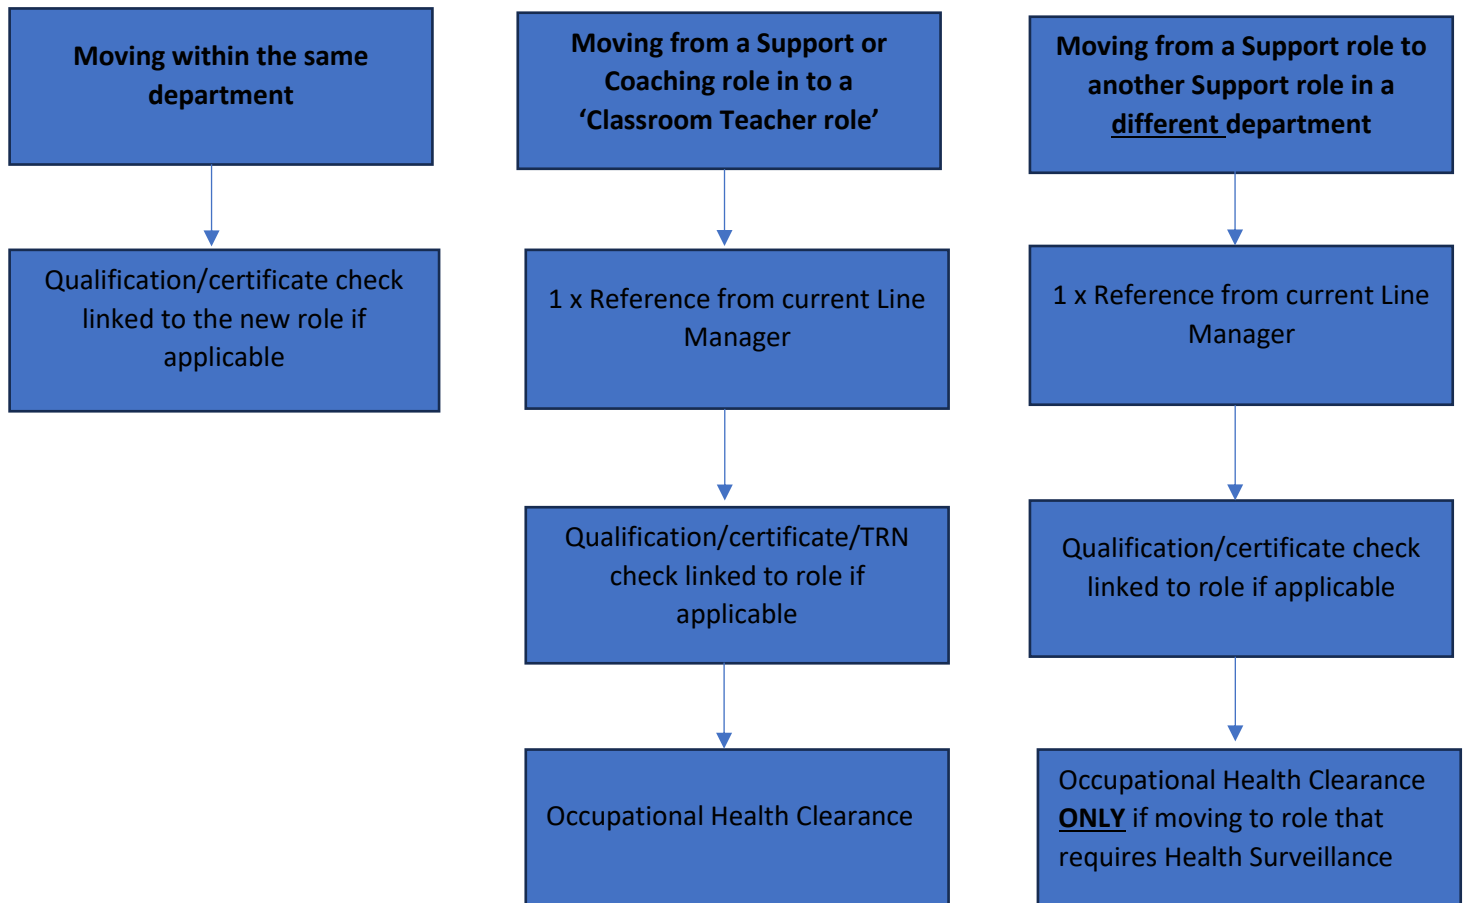 Moving within the same
department
Qualification/certificate check
linked to the new role if
applicable
Moving from a Support or
Coaching role in to a
‘Classroom Teacher role’
1 x Reference from current Line
Manager
Qualification/certificate/TRN
check linked to role if
applicable
Occupational Health Clearance
Moving from a Support role to
another Support role in a
different department
1 x Reference from current Line
Manager
Qualification/certificate check
linked to role if applicable
Occupational Health Clearance
ONLY if moving to role that
requires Health Surveillance